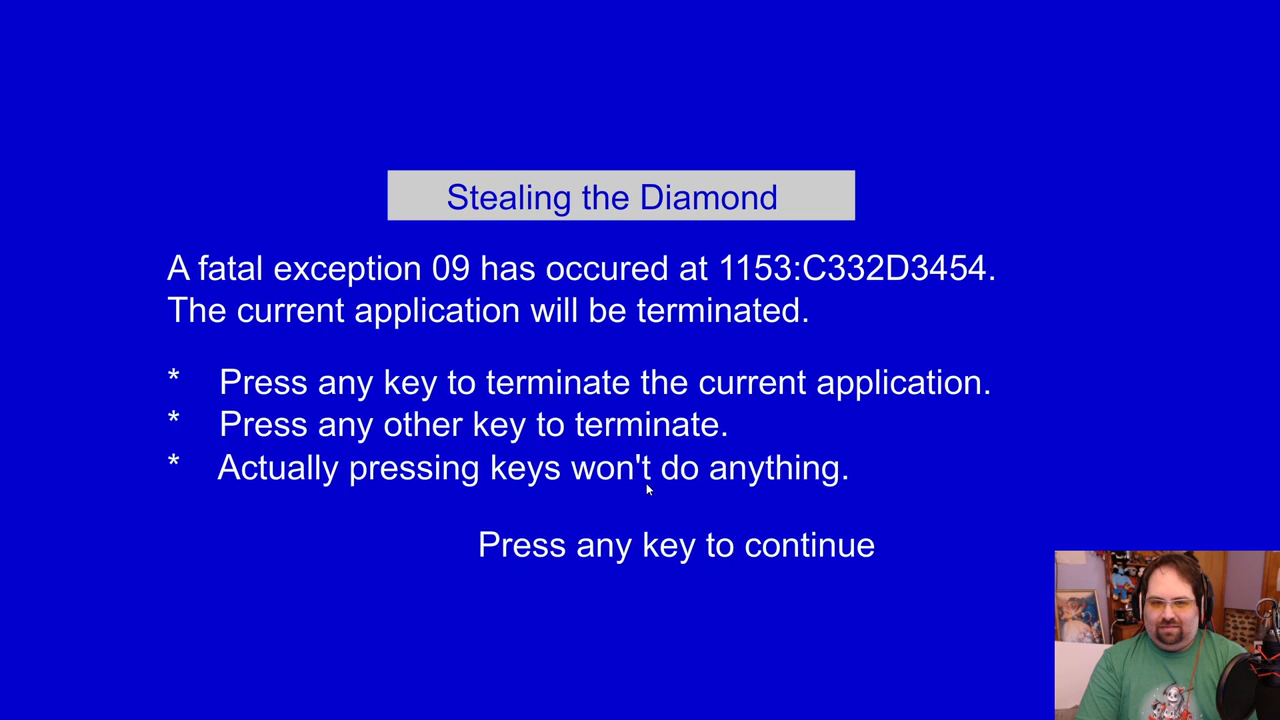 Stealing the Diamond
A fatal exception 09 has occured at 1153:C332D3454.
The current application will be terminated.
* Press any key to terminate the current application.
* Press any other key to terminate.
* Actually pressing keys won't do anything.
Press any key to continue